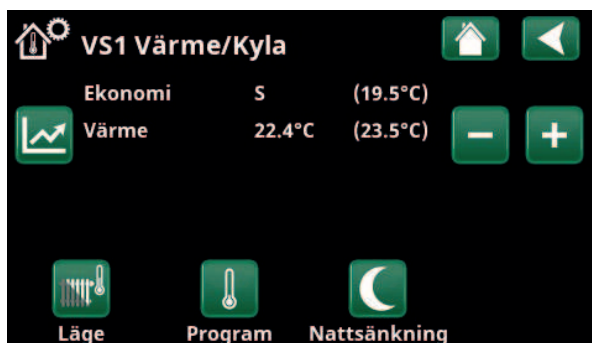 VS1 Värme/Kyla
Ekonomi S (19.5°C)
Värme 22.4°C (23.5°C)
Läge Program Nattsänkning